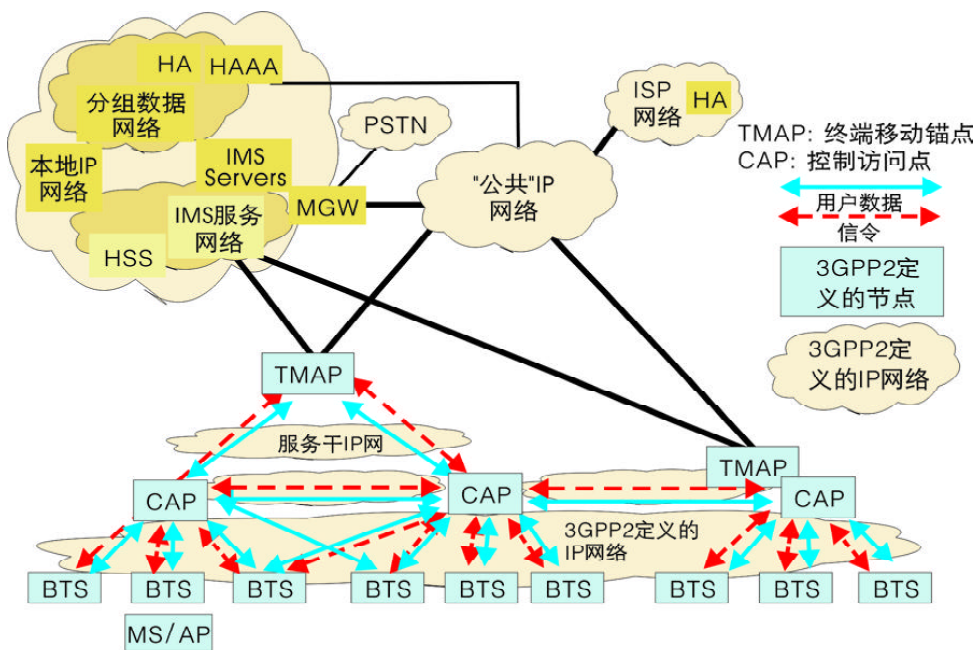 HA HAAA
分组数据
网络
本地IP
网络
IMS
Servers
IMS服务
网络
MGW
HSS
PSTN
"公共"IP
网络
ISP
网络
HA
TMAP: 终端移动锚点
CAP: 控制访问点
用户数据
信令
3GPP2定
义的节点
3GPP2定
义的IP网络
TMAP
服务干IP网
TMAP
CAP
CAP
CAP
3GPP2定义的
IP网络
BTS BTS BTS BTS BTS BTS BTS BTS BTS
MS/AP